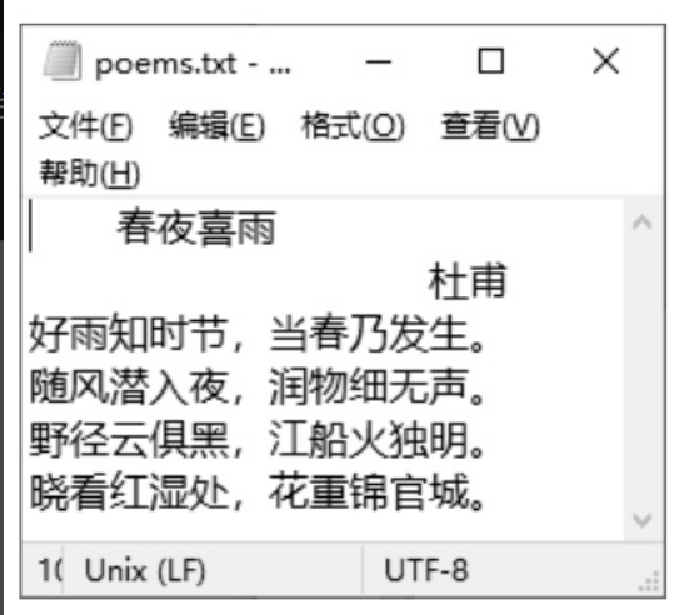 poems.txt - ...
文件(F) 编辑(E) 格式(O) 查看(V)
帮助(H)
春夜喜雨
杜甫
好雨知时节，当春乃发生。
随风潜入夜，润物细无声。
野径云俱黑，江船火独明。
晓看红湿处，花重锦官城。
Unix (LF) UTF-8